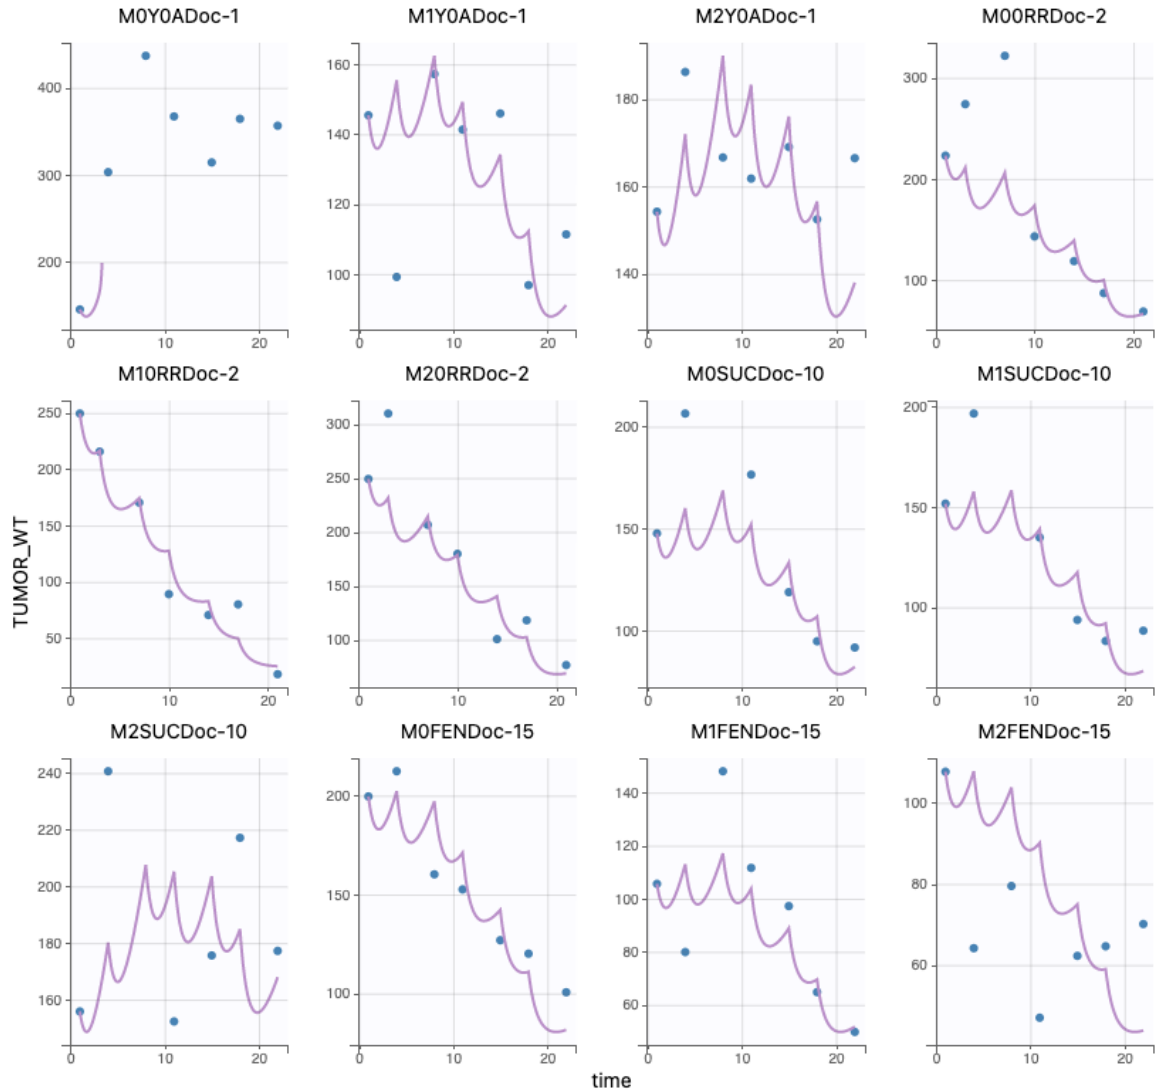 M0Y0ADoc-1 M1Y0ADoc-1 M2Y0ADoc-1 M00RRDoc-2
400
300
200
0 10 20
160
140
120
100
0 10 20
180
160
140
0 10 20
300
200
100
0 10 20
M10RRDoc-2 M20RRDoc-2 M0SUCDoc-10 M1SUCDoc-10
TUMOR_WT
250
200
150
100
50
0 10 20
300
250
200
150
100
0 10 20
200
150
100
0 10 20
200
150
100
0 10 20
M2SUCDoc-10 M0FENDoc-15 M1FENDoc-15 M2FENDoc-15
240
220
200
180
160
0 10 20
200
150
100
0 10 20
140
120
100
80
60
0 10 20
100
80
60
0 10 20
time